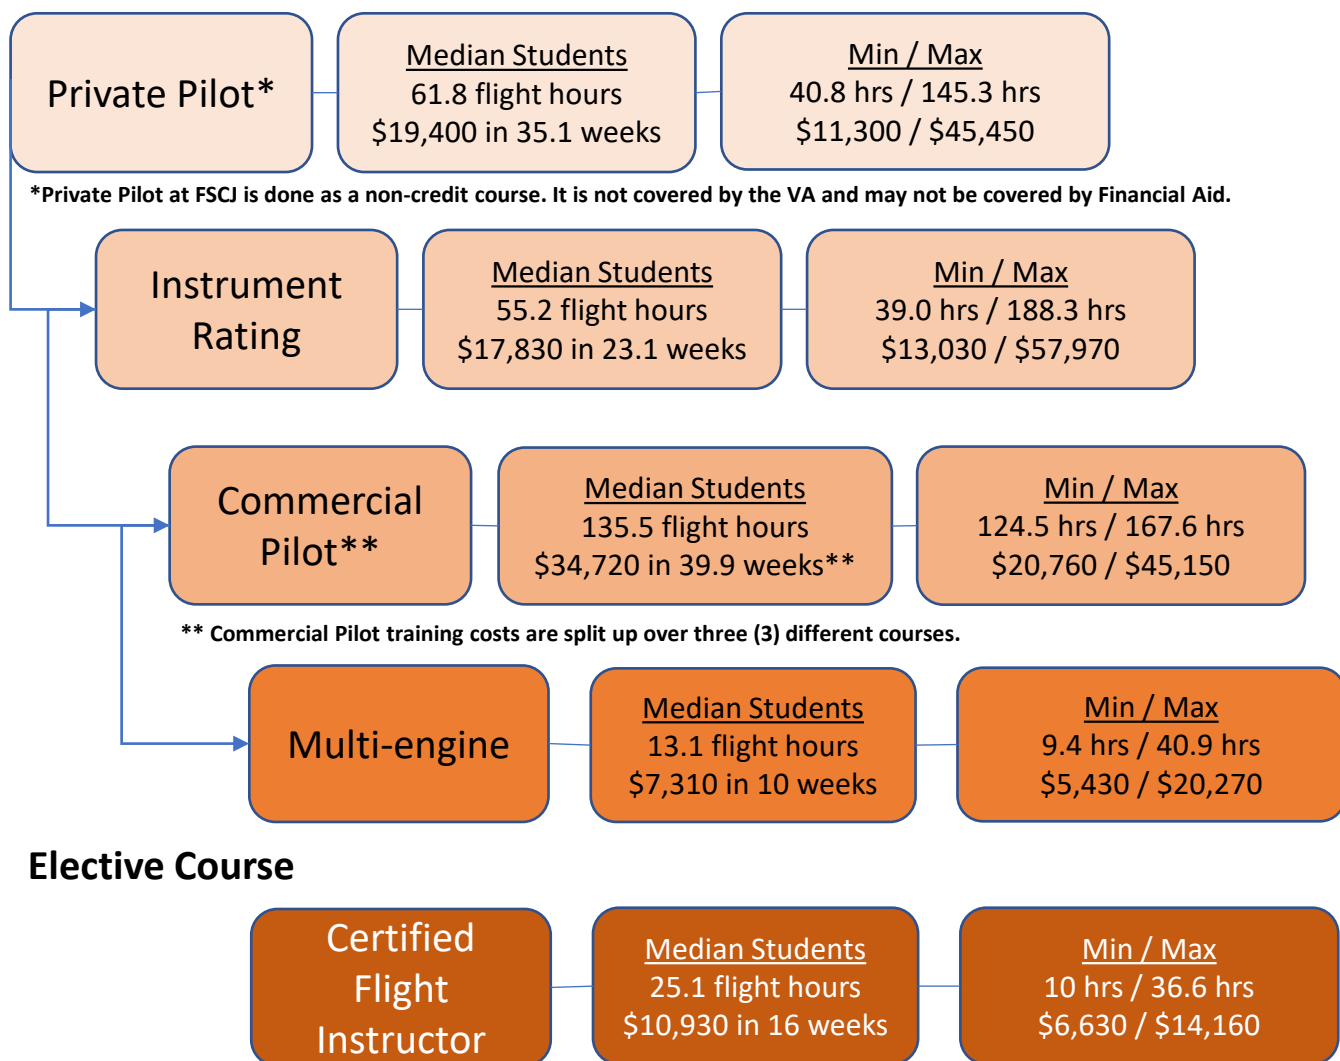 Private Pilot*
Median Students
61.8 flight hours
$19,400 in 35.1 weeks
Min / Max
40.8 hrs / 145.3 hrs
$11,300 / $45,450
*Private Pilot at FSCJ is done as a non-credit course. It is not covered by the VA and may not be covered by Financial Aid.
Instrument
Rating
Median Students
55.2 flight hours
$17,830 in 23.1 weeks
Min / Max
39.0 hrs / 188.3 hrs
$13,030 / $57,970
Commercial
Pilot**
Median Students
135.5 flight hours
$34,720 in 39.9 weeks**
Min / Max
124.5 hrs / 167.6 hrs
$20,760 / $45,150
** Commercial Pilot training costs are split up over three (3) different courses.
Multi-engine
Median Students
13.1 flight hours
$7,310 in 10 weeks
Min / Max
9.4 hrs / 40.9 hrs
$5,430 / $20,270
Elective Course
Certified
Flight
Instructor
Median Students
25.1 flight hours
$10,930 in 16 weeks
Min / Max
10 hrs / 36.6 hrs
$6,630 / $14,160